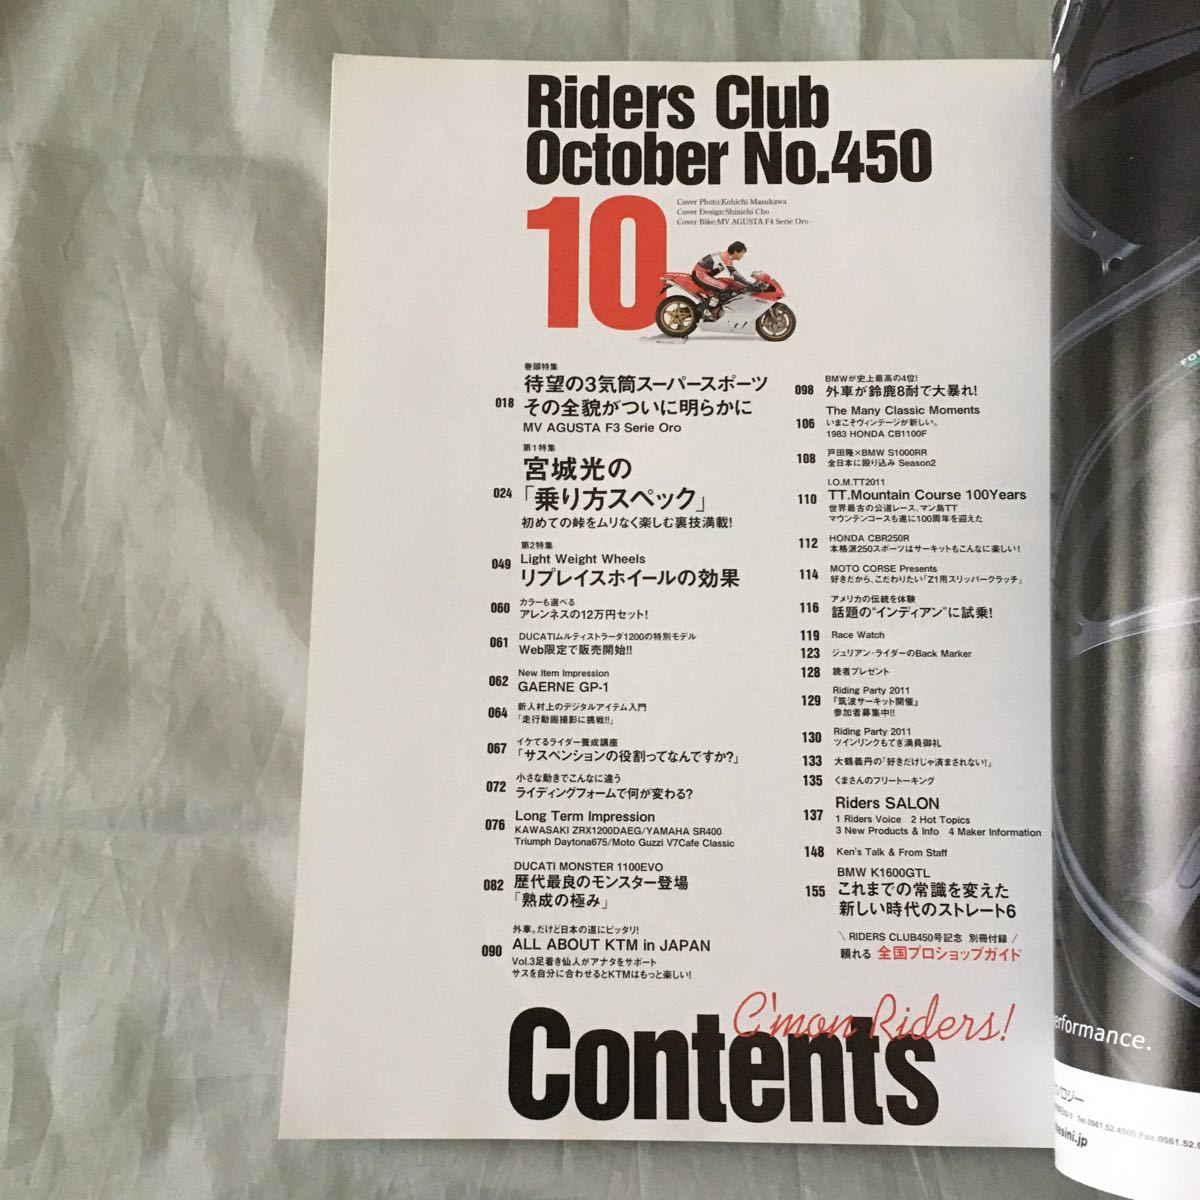 Riders Club
October No.450
10
Cover Photo:Kohichi Masukawa
Cover Design:Shinichi Cho
Cover Bike:MV AGUSTA F4 Serie Oro
巻頭特集
018
待望の3気筒スーパースポーツ
その全貌がついに明らかに
MV AGUSTA F3 Serie Oro
第1特集
024
宮城光の
「乗り方スペック」
初めての峠をムリなく楽しむ裏技満載!
第2特集
049
Light Weight Wheels
リプレイスホイールの効果
060
カラーも選べる
アレンネスの12万円セット!
061
DUCATIムルティストラーダ1200の特別モデル
Web限定で販売開始!!
062
New Item Impression
GAERNE GP-1
064
新人村上のデジタルアイテム入門
「走行動画撮影に挑戦!!」
067
イケてるライダー養成講座
「サスペンションの役割ってなんですか?」
072
小さな動きでこんなに違う
ライディングフォームで何が変わる?
076
Long Term Impression
KAWASAKI ZRX1200DAEG/YAMAHA SR400
Triumph Daytona675/Moto Guzzi V7Cafe Classic
082
DUCATI MONSTER 1100EVO
歴代最良のモンスター登場
「熟成の極み」
090
外車。だけど日本の道にピッタリ!
ALL ABOUT KTM in JAPAN
Vol.3足着き仙人がアナタをサポート
サスを自分に合わせるとKTMはもっと楽しい!
098
BMWが史上最高の4位!
外車が鈴鹿8耐で大暴れ!
106
The Many Classic Moments
いまこそヴィンテージが新しい。
1983 HONDA CB1100F
108
戸田隆×BMW S1000RR
全日本に殴り込み Season2
110
I.O.M.TT2011
TT.Mountain Course 100Years
世界最古の公道レース、マン島TT
マウンテンコースも遂に100周年を迎えた
112
HONDA CBR250R
本格派250スポーツはサーキットもこんなに楽しい!
114
MOTO CORSE Presents
好きだから、こだわりたい「Z1用スリッパークラッチ」
116
アメリカの伝統を体験
話題の“インディアン”に試乗!
119 Race Watch
123 ジュリアン・ライダーのBack Marker
128 読者プレゼント
129
Riding Party 2011
『筑波サーキット開催』
参加者募集中!!
130
Riding Party 2011
ツインリンクもてぎ満員御礼
133 大鶴義丹の「好きだけじゃ済まされない!」
135 くまさんのフリートーキング
137
Riders SALON
1 Riders Voice 2 Hot Topics
3 New Products & Info 4 Maker Information
148 Ken's Talk & From Staff
155
BMW K1600GTL
これまでの常識を変えた
新しい時代のストレート6
\ RIDERS CLUB450号記念 別冊付録 /
頼れる 全国プロショップガイド
C'mon Riders!
Contents
erformance.
ノロジー
Tel.0561.52.4500 Fax.0561.52.
esini.jp